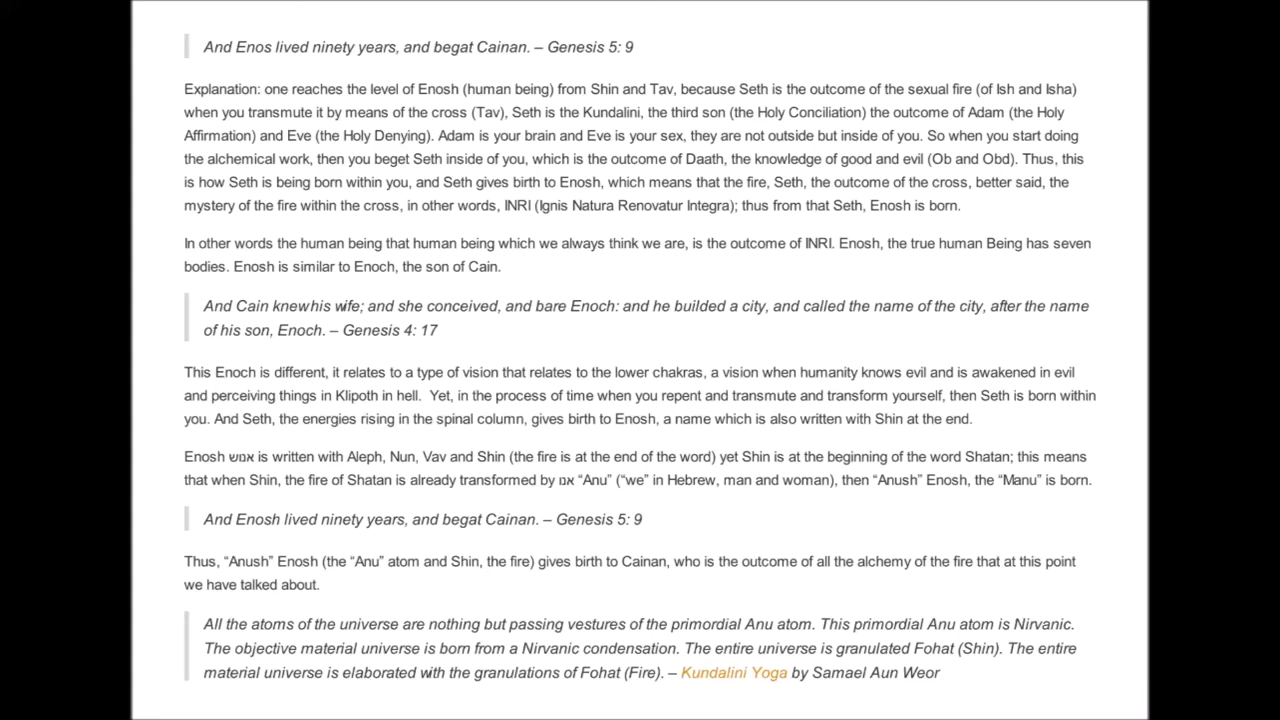 And Enos lived ninety years, and begat Cainan. – Genesis 5: 9
Explanation: one reaches the level of Enosh (human being) from Shin and Tav, because Seth is the outcome of the sexual fire (of Ish and Isha)
when you transmute it by means of the cross (Tav), Seth is the Kundalini, the third son (the Holy Conciliation) the outcome of Adam (the Holy
Affirmation) and Eve (the Holy Denying). Adam is your brain and Eve is your sex, they are not outside but inside of you. So when you start doing
the alchemical work, then you beget Seth inside of you, which is the outcome of Daath, the knowledge of good and evil (Ob and Obd). Thus, this
is how Seth is being born within you, and Seth gives birth to Enosh, which means that the fire, Seth, the outcome of the cross, better said, the
mystery of the fire within the cross, in other words, INRI (Ignis Natura Renovatur Integra); thus from that Seth, Enosh is born.
In other words the human being that human being which we always think we are, is the outcome of INRI. Enosh, the true human Being has seven
bodies. Enosh is similar to Enoch, the son of Cain.
And Cain knew his wife; and she conceived, and bare Enoch: and he builded a city, and called the name of the city, after the name
of his son, Enoch. – Genesis 4: 17
This Enoch is different, it relates to a type of vision that relates to the lower chakras, a vision when humanity knows evil and is awakened in evil
and perceiving things in Klipoth in hell. Yet, in the process of time when you repent and transmute and transform yourself, then Seth is born within
you. And Seth, the energies rising in the spinal column, gives birth to Enosh, a name which is also written with Shin at the end.
Enosh אנוש is written with Aleph, Nun, Vav and Shin (the fire is at the end of the word) yet Shin is at the beginning of the word Shatan; this means
that when Shin, the fire of Shatan is already transformed by אנו “Anu” (“we” in Hebrew, man and woman), then “Anush” Enosh, the “Manu” is born.
And Enosh lived ninety years, and begat Cainan. – Genesis 5: 9
Thus, “Anush” Enosh (the “Anu” atom and Shin, the fire) gives birth to Cainan, who is the outcome of all the alchemy of the fire that at this point
we have talked about.
All the atoms of the universe are nothing but passing vestures of the primordial Anu atom. This primordial Anu atom is Nirvanic.
The objective material universe is born from a Nirvanic condensation. The entire universe is granulated Fohat (Shin). The entire
material universe is elaborated with the granulations of Fohat (Fire). – Kundalini Yoga by Samael Aun Weor